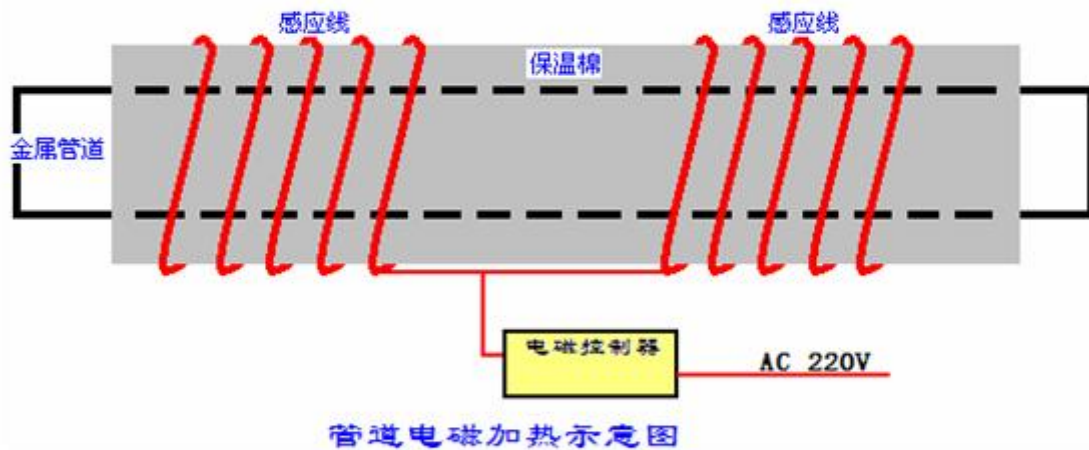 感应线
感应线
保温棉
金属管道
电磁控制器
AC 220V
管道电磁加热示意图